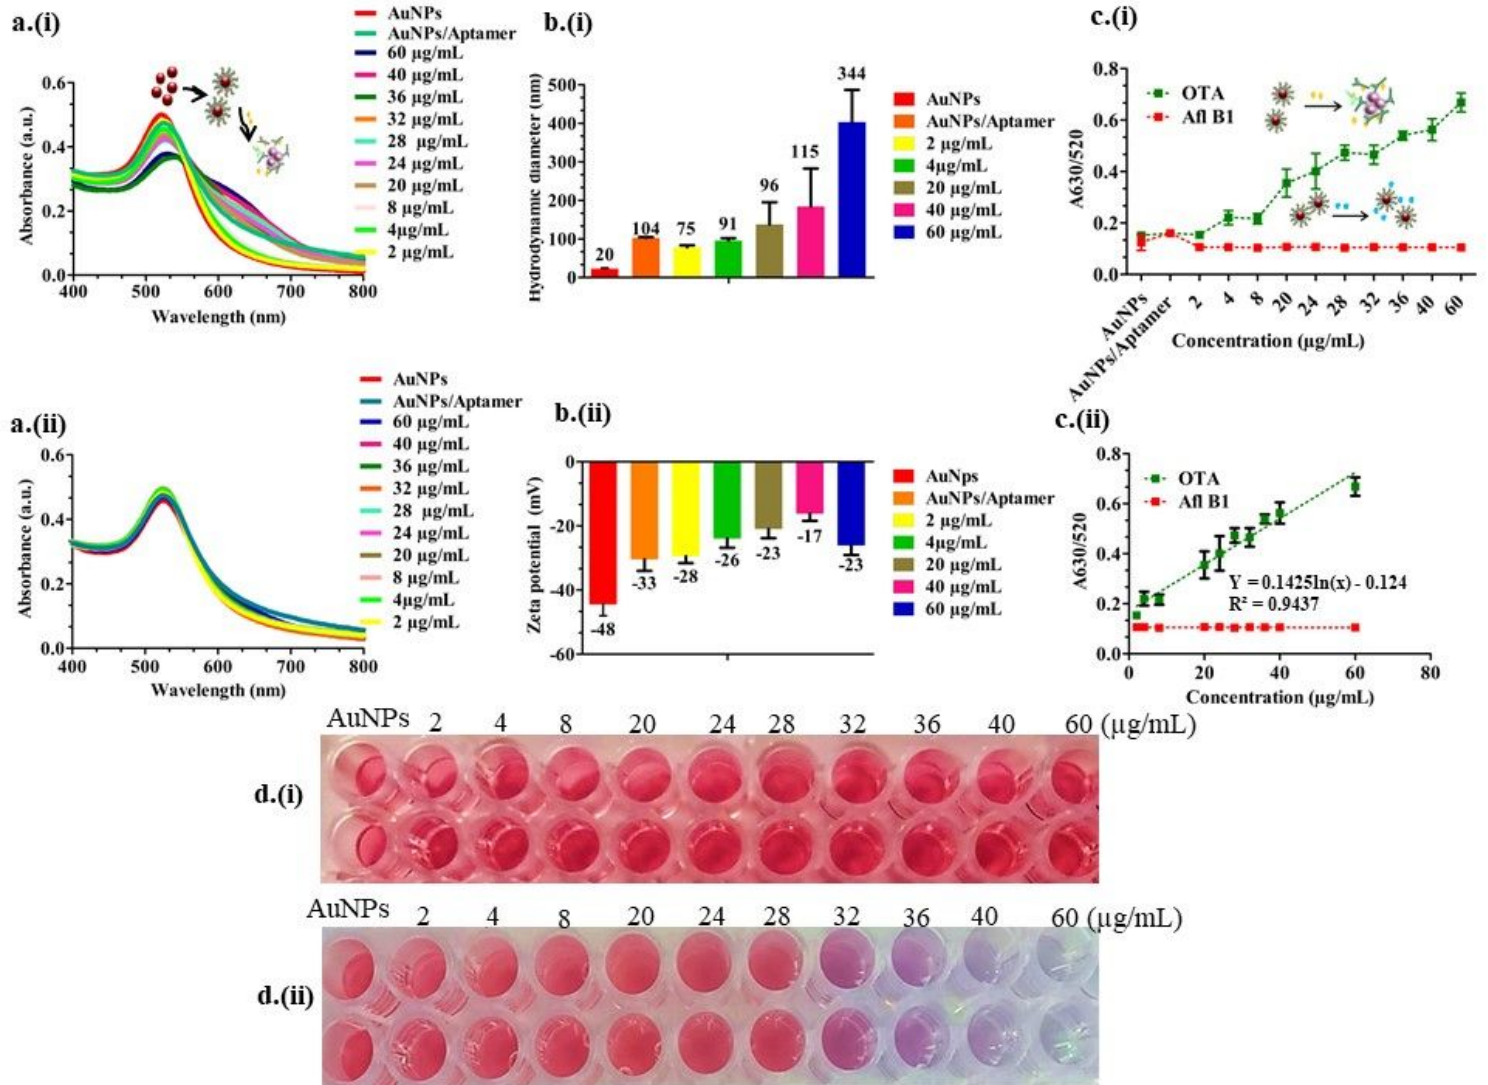 a.(i)
AuNPs
AuNPs/Aptamer
60 µg/mL
40 µg/mL
36 µg/mL
32 µg/mL
28 µg/mL
24 µg/mL
20 µg/mL
8 µg/mL
4µg/mL
2 µg/mL
Absorbance (a.u.)
0.6
0.4
0.2
0.0
400 500 600 700 800
Wavelength (nm)
b.(i)
Hydrodynamic diameter (nm)
500
400
300
200
100
0
20 104 75 91 96 115 344
AuNPs
AuNPs/Aptamer
2 µg/mL
4µg/mL
20 µg/mL
40 µg/mL
60 µg/mL
c.(i)
OTA
Afl B1
A630/520
0.8
0.6
0.4
0.2
0.0
AuNPs AuNPs/Aptamer 2 4 8 20 24 28 32 36 40 60
Concentration (µg/mL)
a.(ii)
AuNPs
AuNPs/Aptamer
60 µg/mL
40 µg/mL
36 µg/mL
32 µg/mL
28 µg/mL
24 µg/mL
20 µg/mL
8 µg/mL
4µg/mL
2 µg/mL
Absorbance (a.u.)
0.6
0.4
0.2
0.0
400 500 600 700 800
Wavelength (nm)
b.(ii)
Zeta potential (mV)
0
-20
-40
-60
-48 -33 -28 -26 -23 -17 -23
AuNps
AuNPs/Aptamer
2 µg/mL
4µg/mL
20 µg/mL
40 µg/mL
60 µg/mL
c.(ii)
OTA
Afl B1
A630/520
0.8
0.6
0.4
0.2
0.0
Y = 0.1425ln(x) - 0.124
R² = 0.9437
0 20 40 60 80
Concentration (µg/mL)
AuNPs 2 4 8 20 24 28 32 36 40 60 (µg/mL)
d.(i)
AuNPs 2 4 8 20 24 28 32 36 40 60 (µg/mL)
d.(ii)